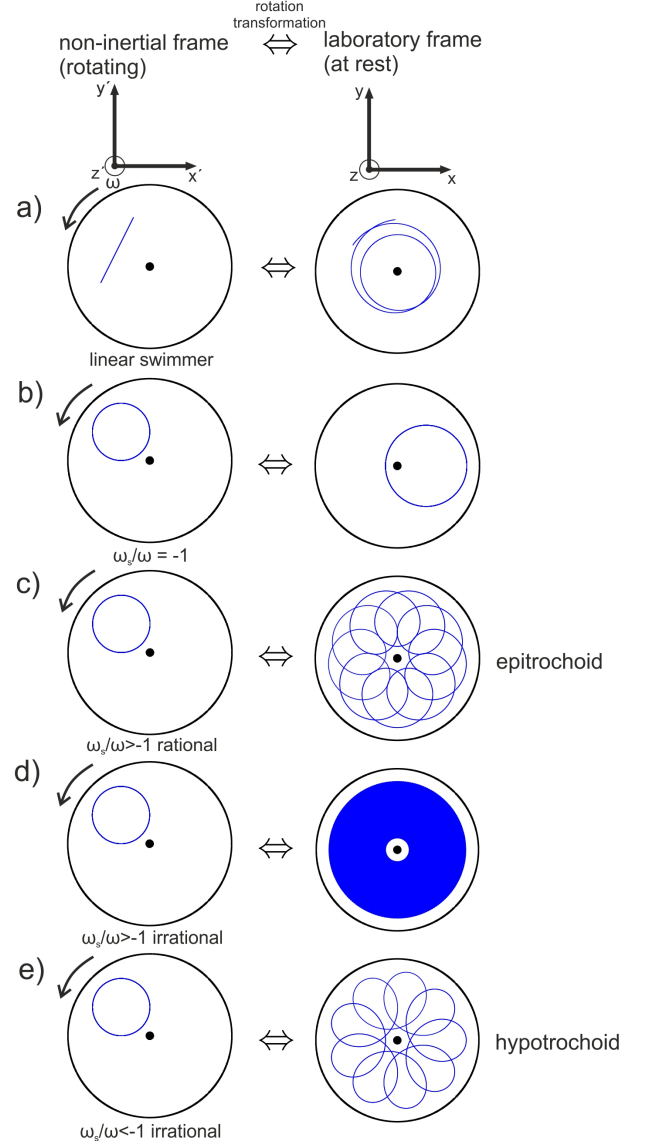 rotation
transformation
non-inertial frame ⇔ laboratory frame
(rotating) (at rest)
y´ y
z´ ω x´ z x
a) ⇔
linear swimmer
b) ⇔
ωs/ω = -1
c) ⇔ epitrochoid
ωs/ω>-1 rational
d) ⇔
ωs/ω>-1 irrational
e) ⇔ hypotrochoid
ωs/ω<-1 irrational